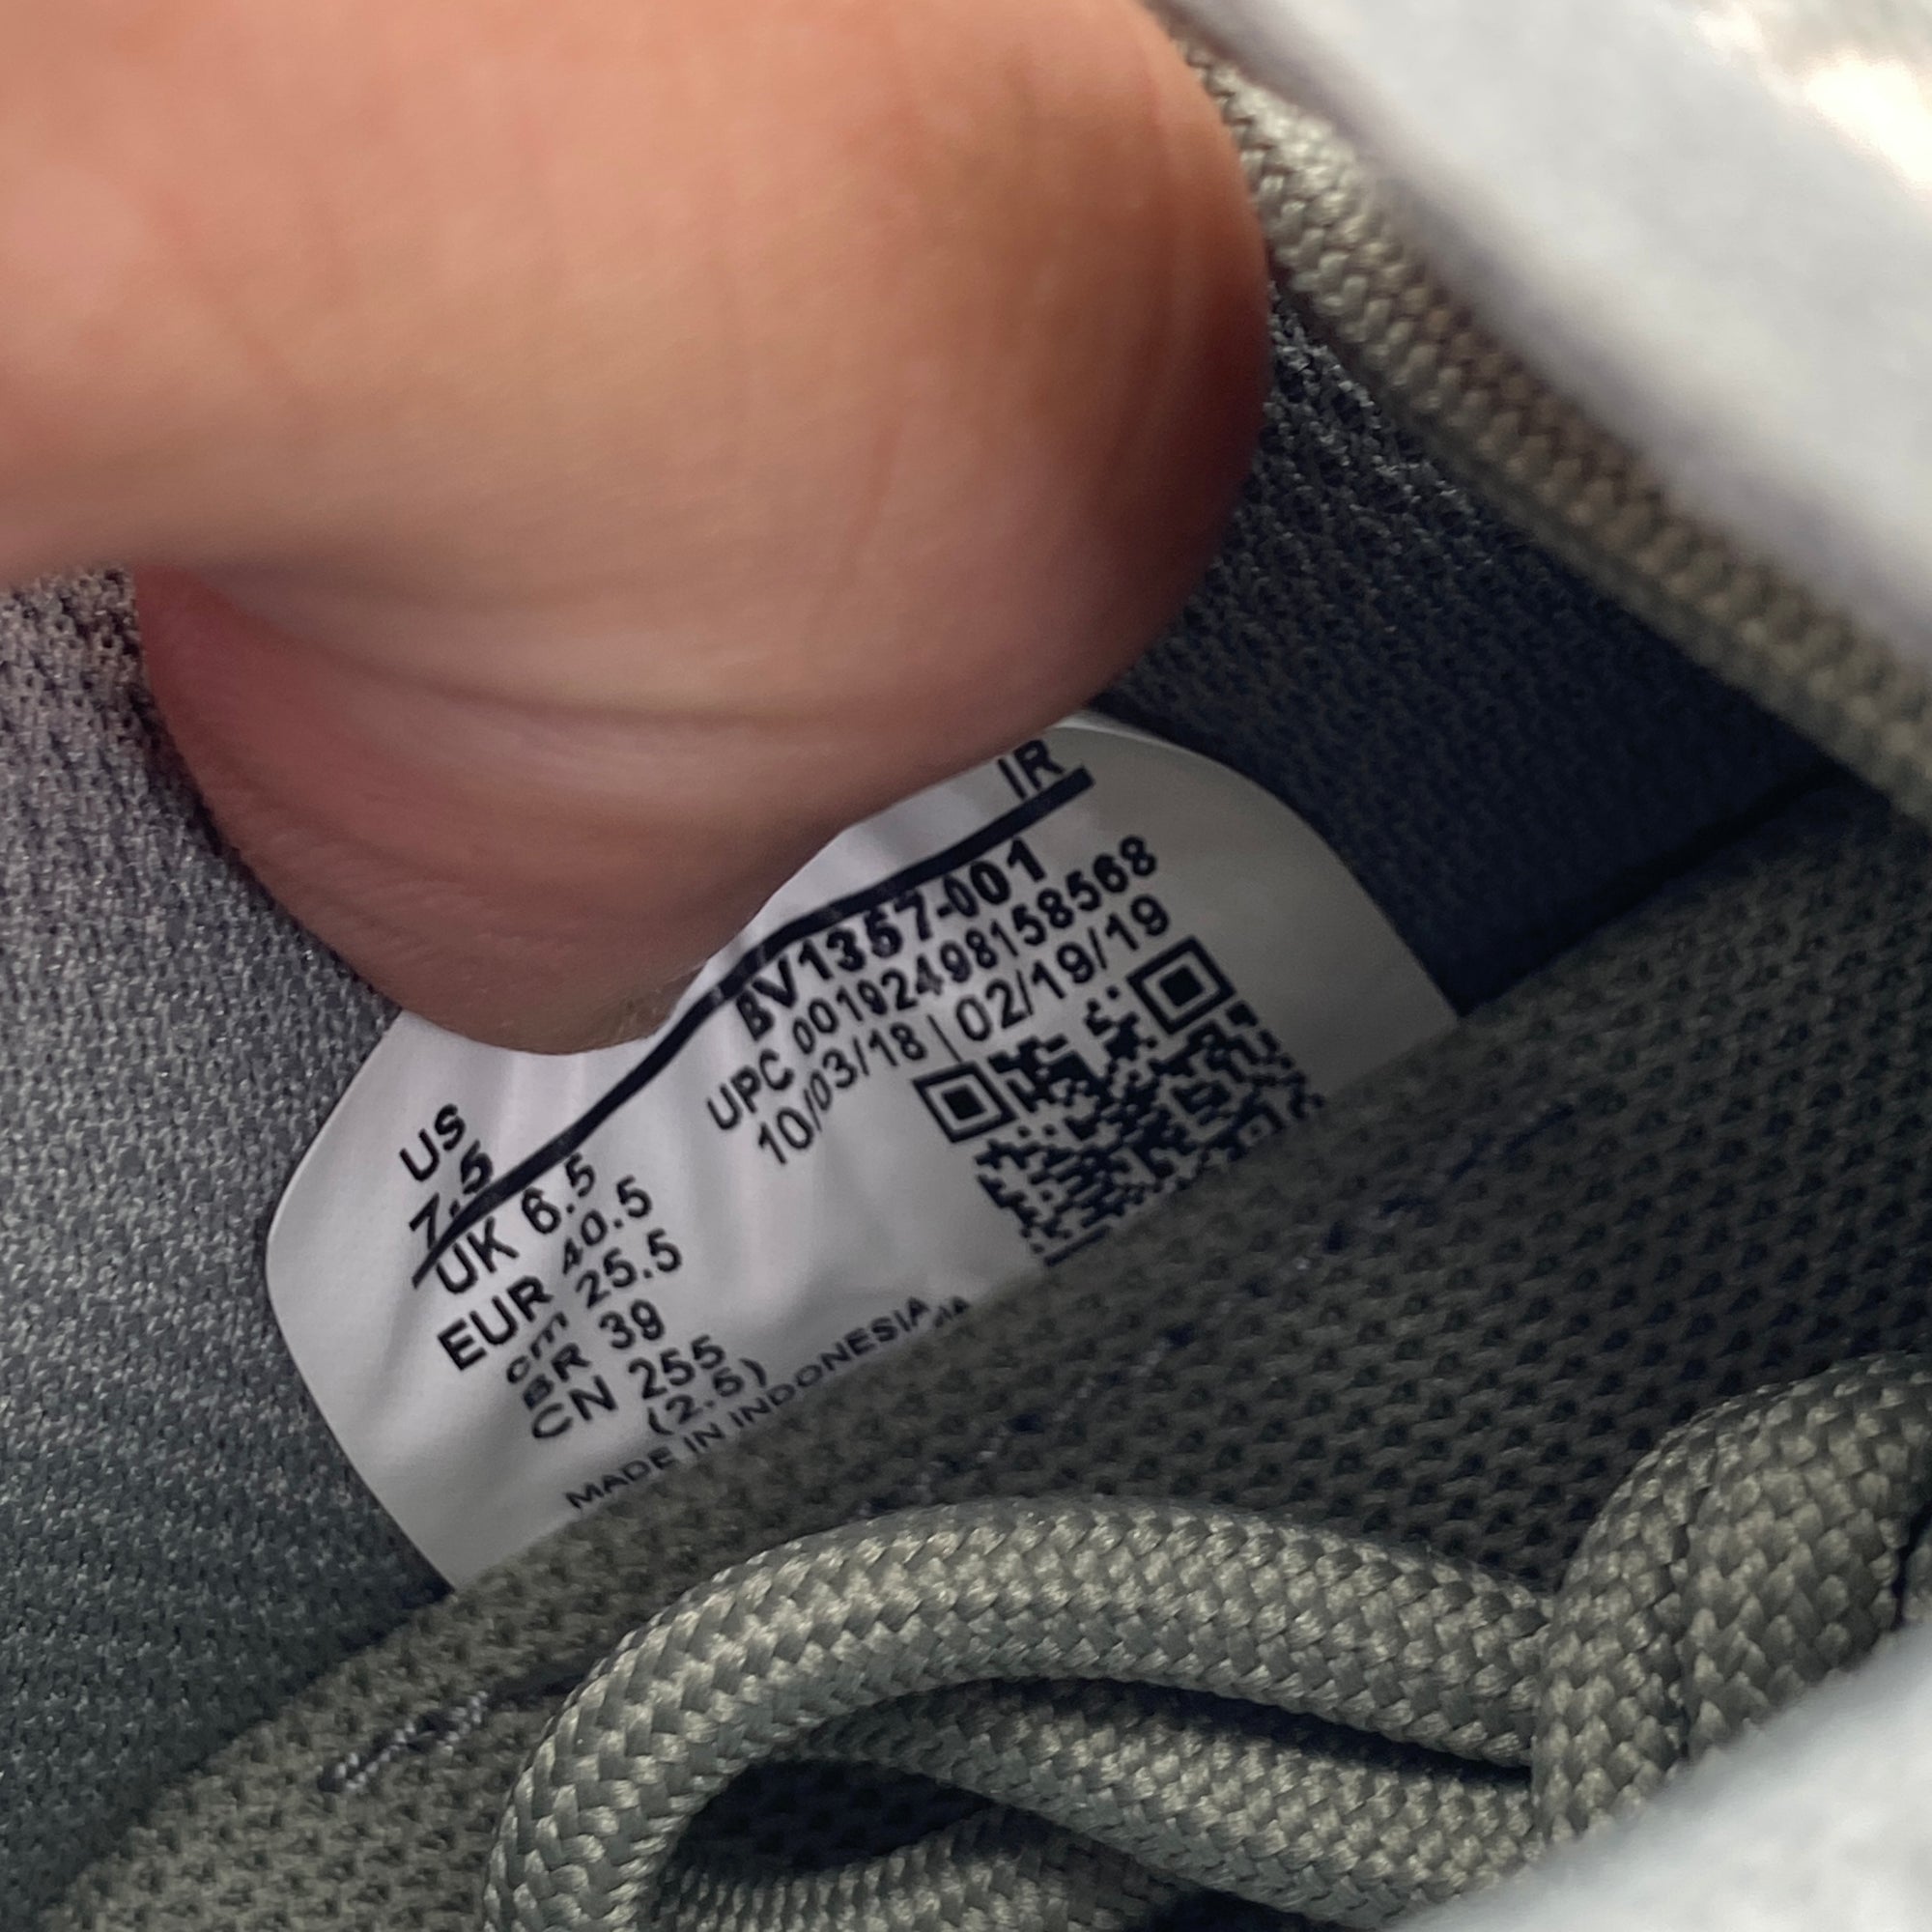 IR
US
7.5
UK 6.5
EUR 40.5
cm 25.5
BR 39
CN 255
(2.5)
MADE IN INDONESIA
BV1357-001
UPC 00192498158568
10/03/18 | 02/19/19